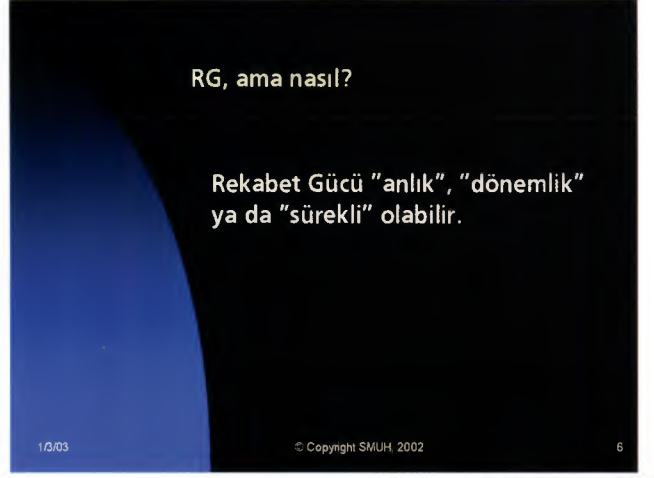 RG, ama nasıl?
Rekabet Gücü "anlık", "dönemlik"
ya da "sürekli" olabilir.
1/3/03
© Copyright SMUH, 2002
6